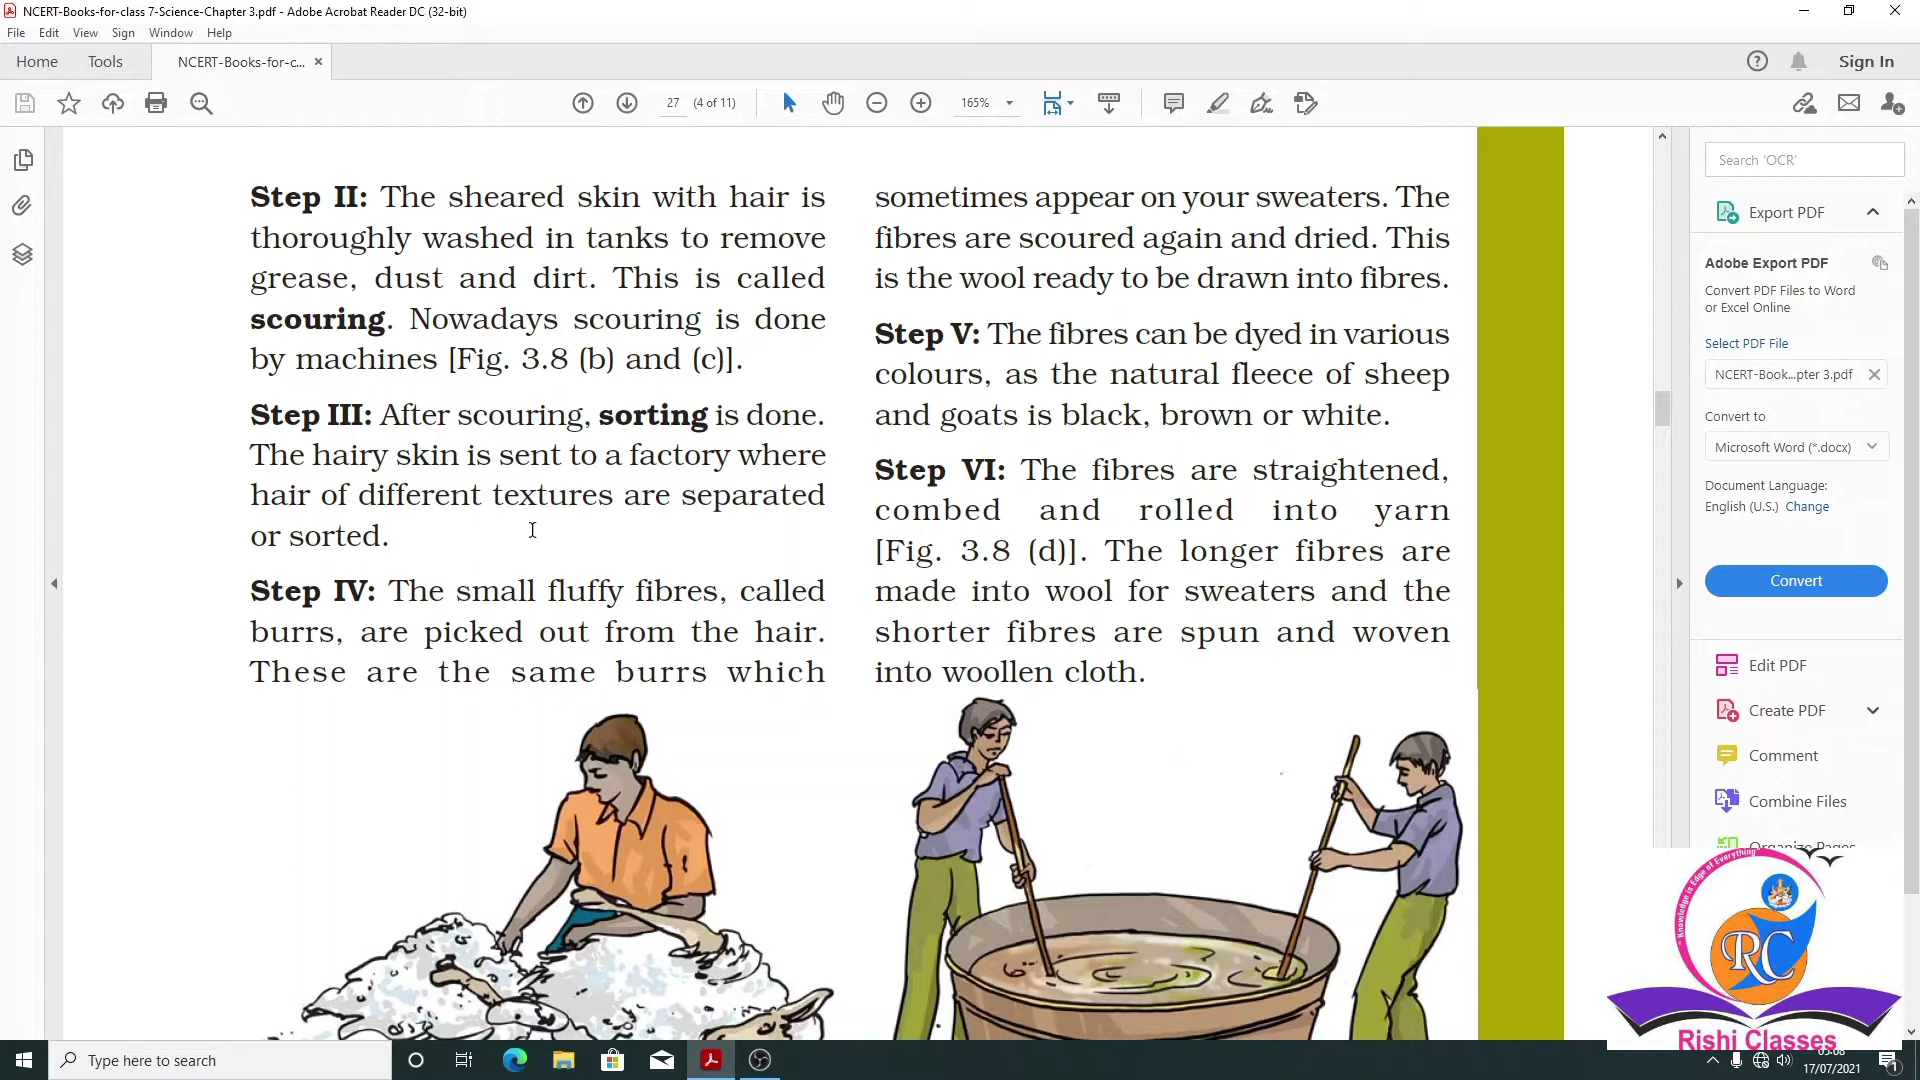 NCERT-Books-for-class 7-Science-Chapter 3.pdf - Adobe Acrobat Reader DC (32-bit)
File Edit View Sign Window Help
Home Tools NCERT-Books-for-c... Sign In
27 (4 of 11) 165%
Step II: The sheared skin with hair is
thoroughly washed in tanks to remove
grease, dust and dirt. This is called
scouring. Nowadays scouring is done
by machines [Fig. 3.8 (b) and (c)].
Step III: After scouring, sorting is done.
The hairy skin is sent to a factory where
hair of different textures are separated
or sorted.
Step IV: The small fluffy fibres, called
burrs, are picked out from the hair.
These are the same burrs which
sometimes appear on your sweaters. The
fibres are scoured again and dried. This
is the wool ready to be drawn into fibres.
Step V: The fibres can be dyed in various
colours, as the natural fleece of sheep
and goats is black, brown or white.
Step VI: The fibres are straightened,
combed and rolled into yarn
[Fig. 3.8 (d)]. The longer fibres are
made into wool for sweaters and the
shorter fibres are spun and woven
into woollen cloth.
Search 'OCR'
Export PDF
Adobe Export PDF
Convert PDF Files to Word
or Excel Online
Select PDF File
NCERT-Book...pter 3.pdf
Convert to
Microsoft Word (*.docx)
Document Language:
English (U.S.) Change
Convert
Edit PDF
Create PDF
Comment
Combine Files
Organize Pages
"Knowledge is Edge of Everything"
RC
Rishi Classes
Type here to search
05:08
17/07/2021
1